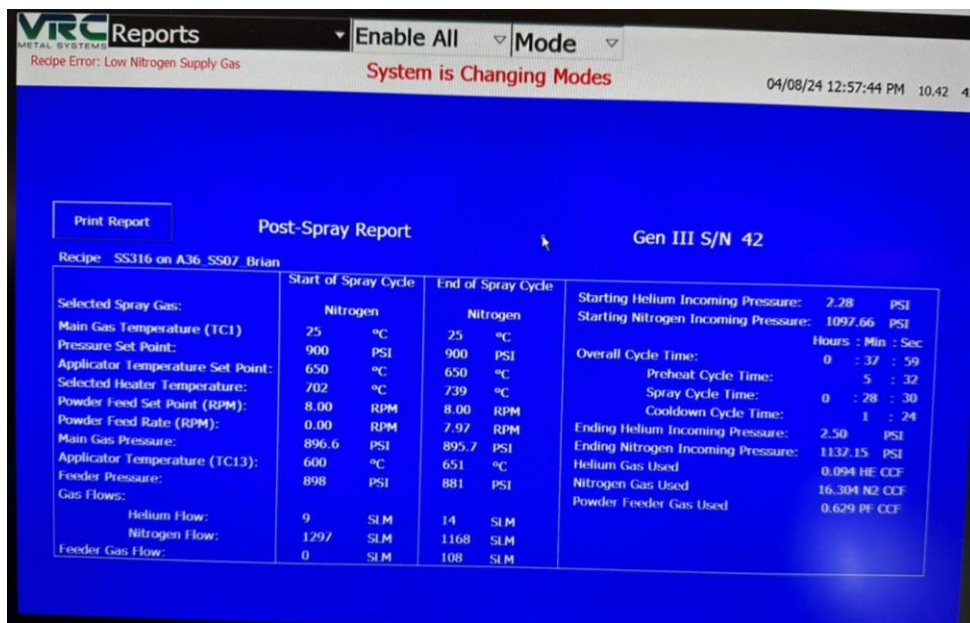 VRC
METAL SYSTEMS
Reports
Enable All
Mode
Recipe Error: Low Nitrogen Supply Gas
System is Changing Modes
04/08/24 12:57:44 PM 10.42
Print Report
Post-Spray Report
Gen III S/N 42
Recipe SS316 on A36_SS07_Brian
Start of Spray Cycle End of Spray Cycle
Selected Spray Gas: Nitrogen Nitrogen
Main Gas Temperature (TC1) 25 ºC 25 ºC
Pressure Set Point: 900 PSI 900 PSI
Applicator Temperature Set Point: 650 ºC 650 ºC
Selected Heater Temperature: 702 ºC 739 ºC
Powder Feed Set Point (RPM): 8.00 RPM 8.00 RPM
Powder Feed Rate (RPM): 0.00 RPM 7.97 RPM
Main Gas Pressure: 896.6 PSI 895.7 PSI
Applicator Temperature (TC13): 600 ºC 651 ºC
Feeder Pressure: 898 PSI 881 PSI
Gas Flows:
Helium Flow: 9 SLM 14 SLM
Nitrogen Flow: 1297 SLM 1168 SLM
Feeder Gas Flow: 0 SLM 108 SLM
Starting Helium Incoming Pressure: 2.28 PSI
Starting Nitrogen Incoming Pressure: 1097.66 PSI
Hours : Min : Sec
Overall Cycle Time: 0 : 37 : 59
Preheat Cycle Time: 5 : 32
Spray Cycle Time: 0 : 28 : 30
Cooldown Cycle Time: 1 : 24
Ending Helium Incoming Pressure: 2.50 PSI
Ending Nitrogen Incoming Pressure: 1137.15 PSI
Helium Gas Used 0.094 HE CCF
Nitrogen Gas Used 16.304 N2 CCF
Powder Feeder Gas Used 0.629 PF CCF